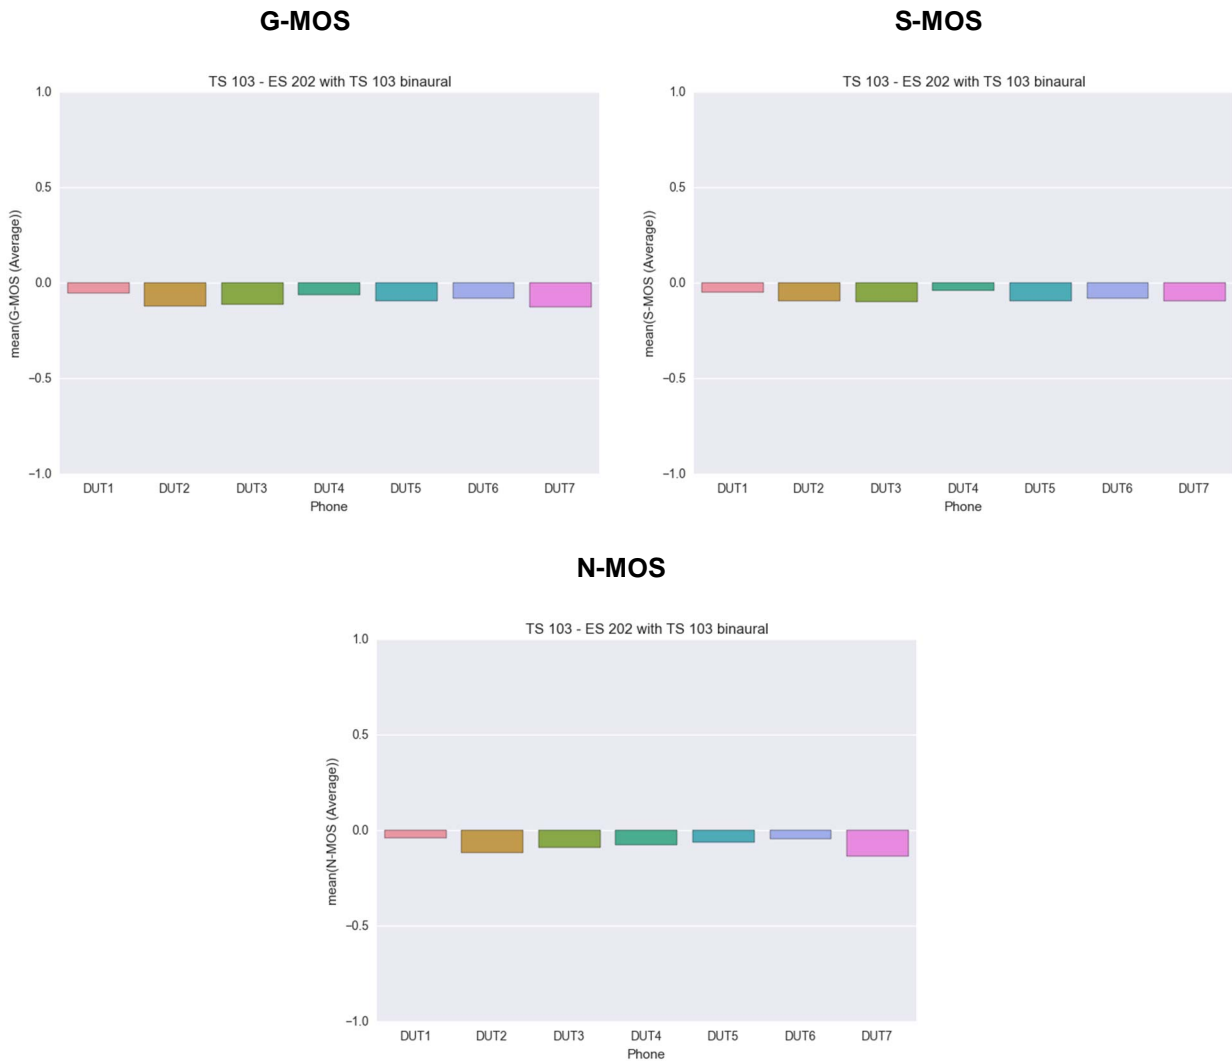 G-MOS
TS 103 - ES 202 with TS 103 binaural
1.0
0.5
0.0
−0.5
−1.0
mean(G-MOS (Average))
DUT1 DUT2 DUT3 DUT4 DUT5 DUT6 DUT7
Phone
S-MOS
TS 103 - ES 202 with TS 103 binaural
1.0
0.5
0.0
−0.5
−1.0
mean(S-MOS (Average))
DUT1 DUT2 DUT3 DUT4 DUT5 DUT6 DUT7
Phone
N-MOS
TS 103 - ES 202 with TS 103 binaural
1.0
0.5
0.0
−0.5
−1.0
mean(N-MOS (Average))
DUT1 DUT2 DUT3 DUT4 DUT5 DUT6 DUT7
Phone